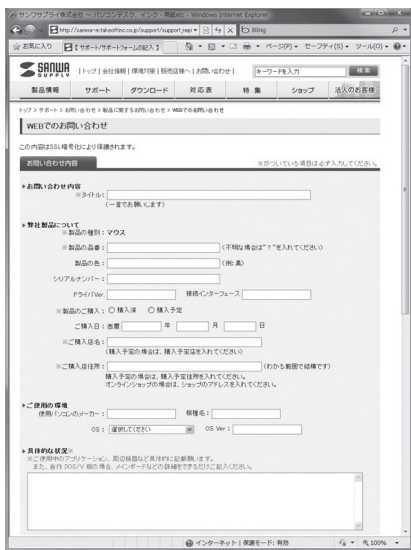 サンワサプライ株式会社 ～ パソコンデスク、インク・用紙etc - Windows Internet Explorer
Bing
お気に入り 【サポート/サポートフォームの記入】 ページ(P) セーフティ(S) ツール(O)
SANWA SUPPLY
|トップ|会社情報|環境対策|販売店様へ|お問い合わせ| キーワードを入力 検索
製品情報 サポート ダウンロード 対応表 特集 ショップ 法人のお客様
トップ > サポート > お問い合わせ > 製品に関するお問い合わせ > WEBでのお問い合わせ
WEBでのお問い合わせ
この内容はSSL暗号化により保護されます。
お問い合わせ内容 ※がついている項目は必ず入力してください。
お問い合わせ内容
※タイトル:
(一言でお願いします)
弊社製品について
※製品の種別:マウス
※製品の品番: (不明な場合は"?"を入れてください)
製品の色: (例:黒)
シリアルナンバー:
ドライバVer. 接続インターフェース
※製品のご購入: 購入済 購入予定
ご購入日:西暦 年 月 日
※ご購入店名:
(購入予定の場合は、購入予定店を入れてください)
※ご購入店住所: (わかる範囲で結構です)
購入予定の場合は、購入予定住所を入れてください。
オンラインショップの場合は、ショップのアドレスを入れてください。
ご使用の環境
使用パソコンのメーカー: 機種名:
OS: 選択してください OS Ver:
具体的な状況※
※ご使用中のアプリケーション、周辺機器など具体的に記載願います。
また、自作DOS/V機の場合、メインボードなどの詳細をできるだけご記入ください。
インターネット | 保護モード: 有効 100%